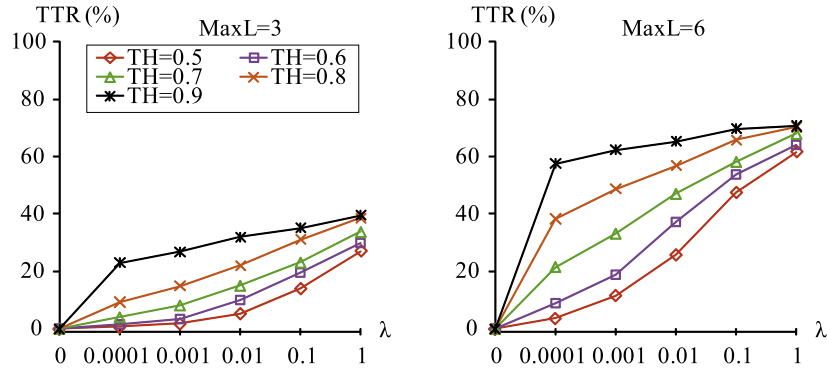 TTR (%)
MaxL=3
100
80
60
40
20
0
TH=0.5
TH=0.6
TH=0.7
TH=0.8
TH=0.9
λ
0 0.0001 0.001 0.01 0.1 1
TTR (%)
MaxL=6
100
80
60
40
20
0
λ
0 0.0001 0.001 0.01 0.1 1